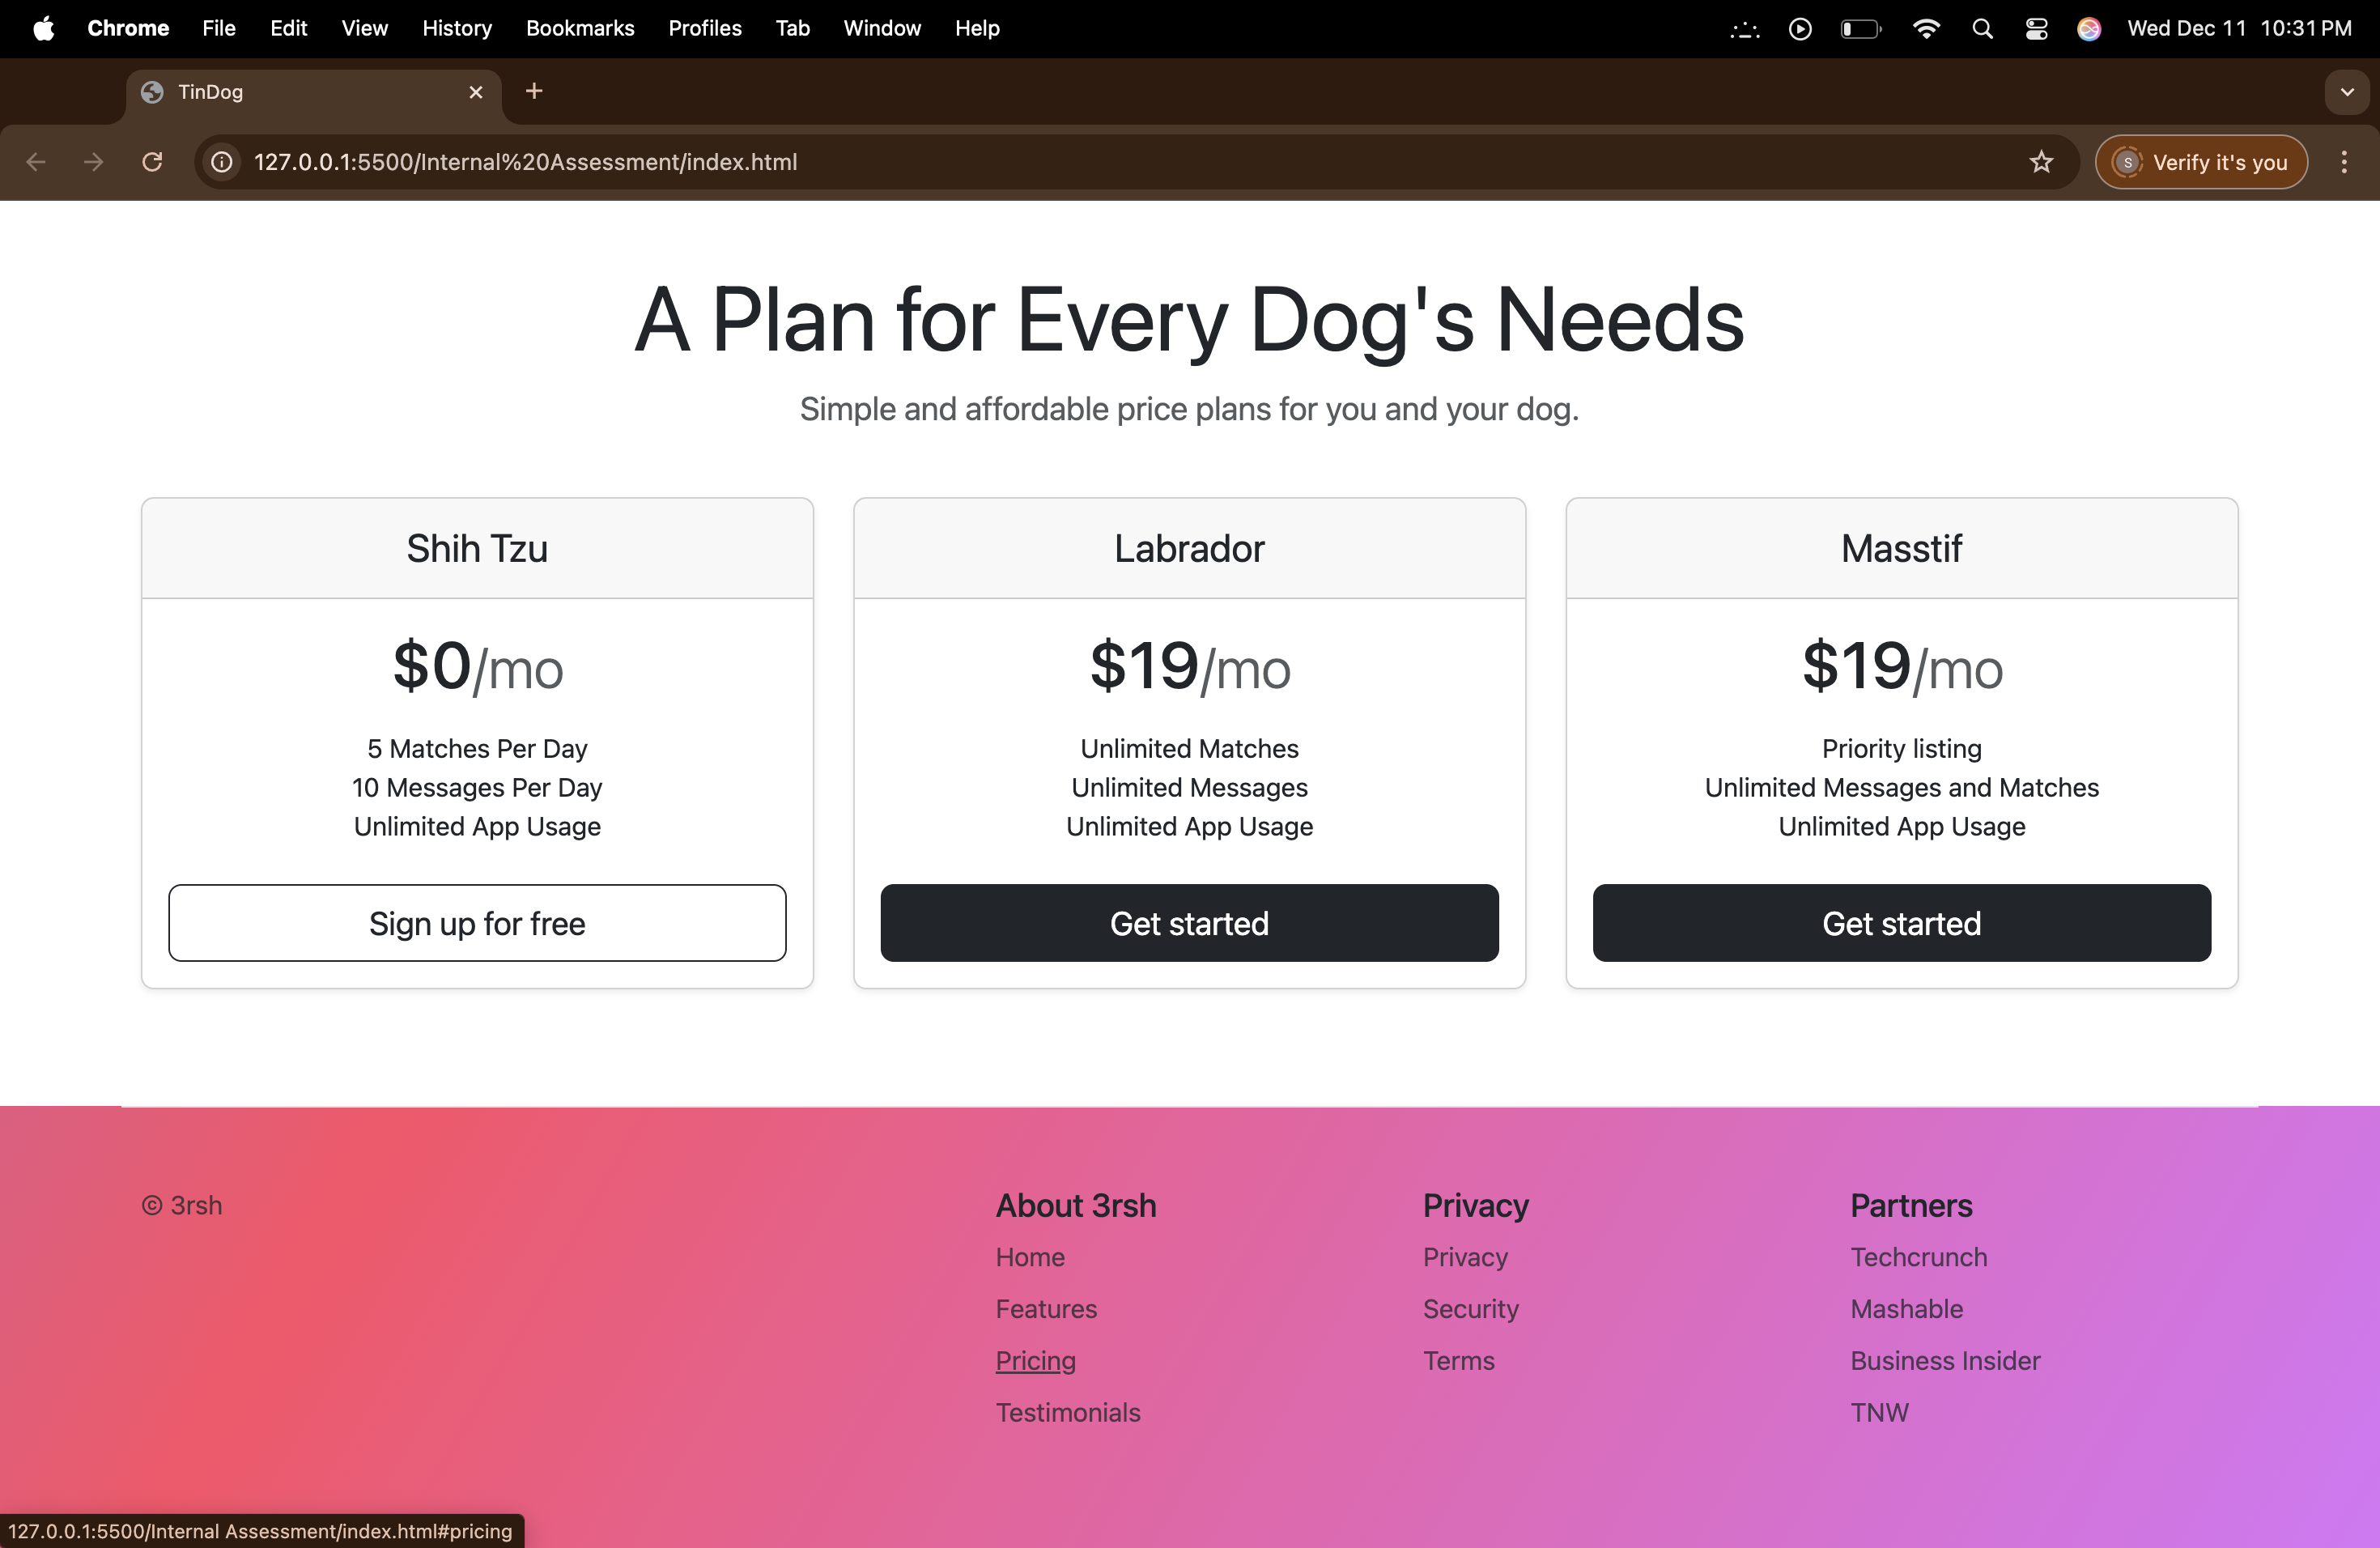 Chrome File Edit View History Bookmarks Profiles Tab Window Help Wed Dec 11 10:31 PM
TinDog
127.0.0.1:5500/Internal%20Assessment/index.html
S Verify it's you
A Plan for Every Dog's Needs
Simple and affordable price plans for you and your dog.
Shih Tzu
$0/mo
5 Matches Per Day
10 Messages Per Day
Unlimited App Usage
Sign up for free
Labrador
$19/mo
Unlimited Matches
Unlimited Messages
Unlimited App Usage
Get started
Masstif
$19/mo
Priority listing
Unlimited Messages and Matches
Unlimited App Usage
Get started
© 3rsh
About 3rsh
Home
Features
Pricing
Testimonials
Privacy
Privacy
Security
Terms
Partners
Techcrunch
Mashable
Business Insider
TNW
127.0.0.1:5500/Internal Assessment/index.html#pricing